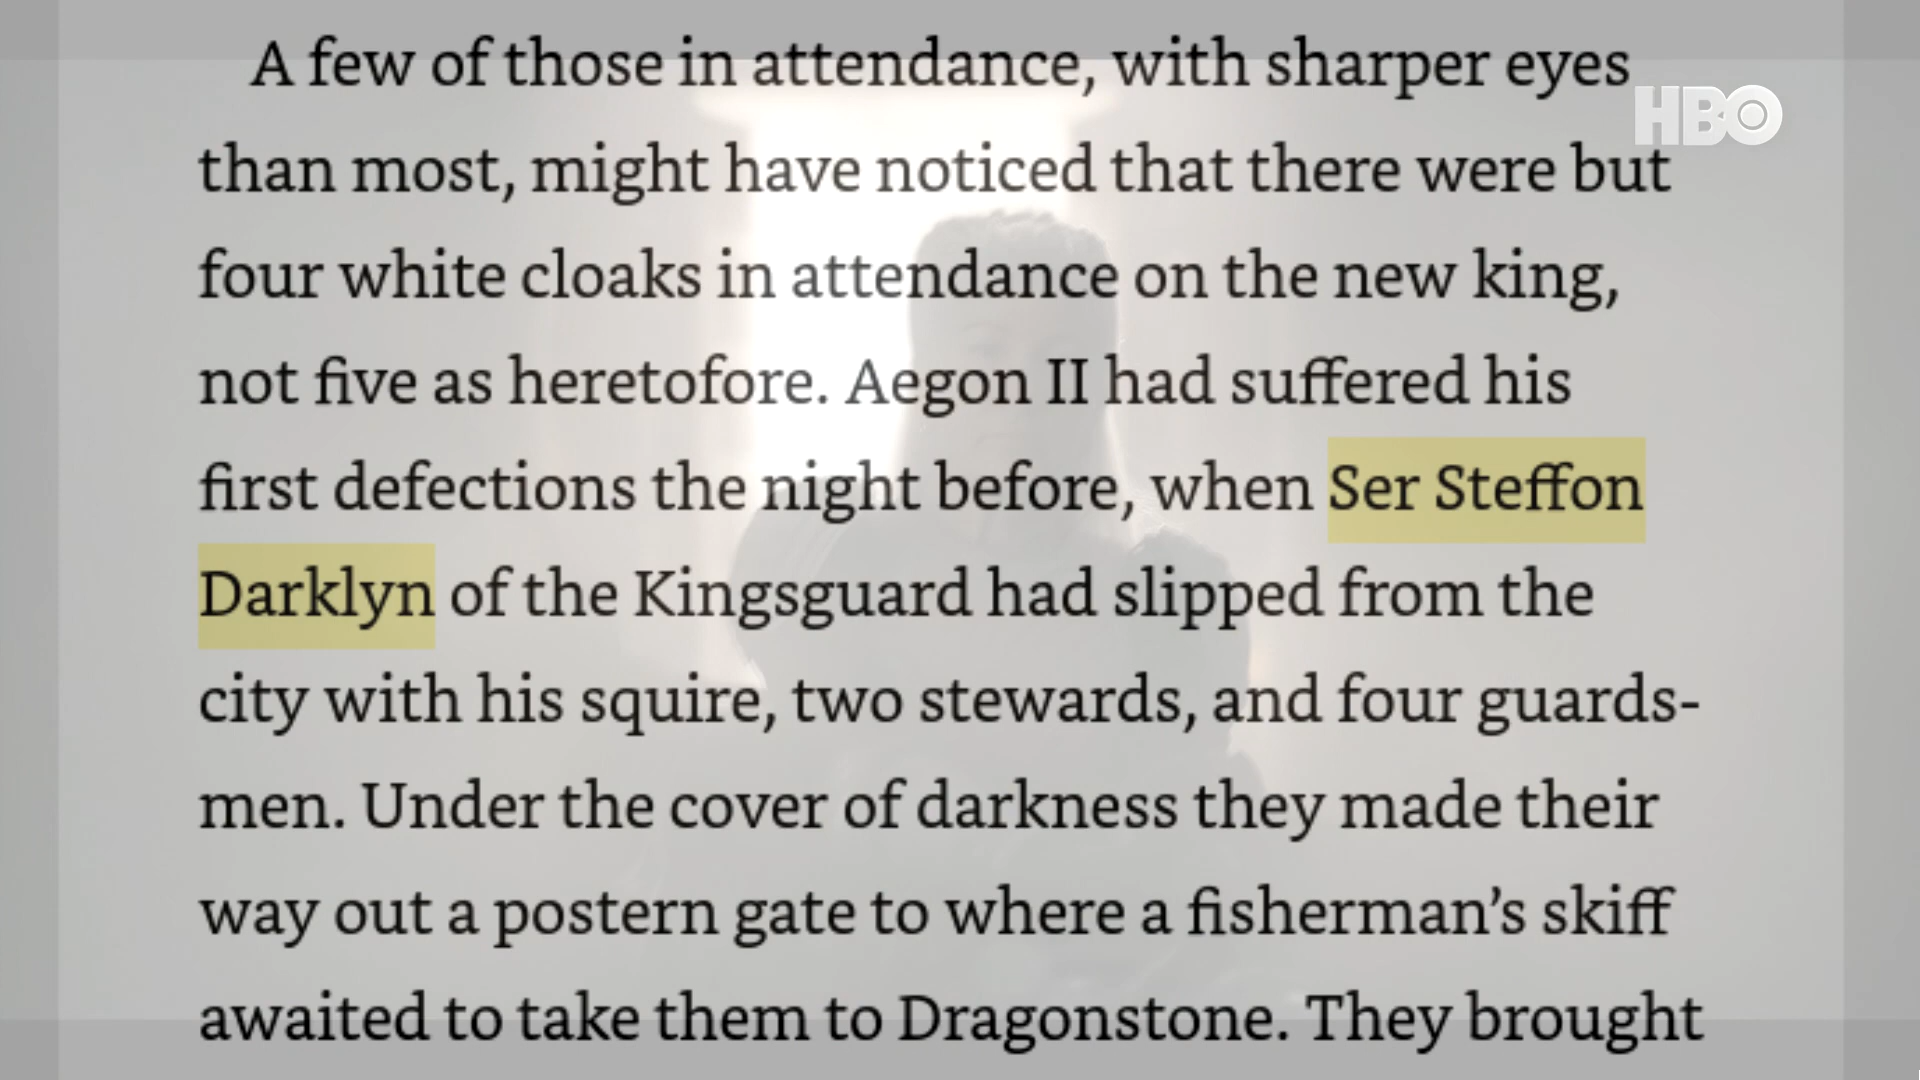 A few of those in attendance, with sharper eyes
HBO
than most, might have noticed that there were but
four white cloaks in attendance on the new king,
not five as heretofore. Aegon II had suffered his
first defections the night before, when Ser Steffon
Darklyn of the Kingsguard had slipped from the
city with his squire, two stewards, and four guards-
men. Under the cover of darkness they made their
way out a postern gate to where a fisherman’s skiff
awaited to take them to Dragonstone. They brought